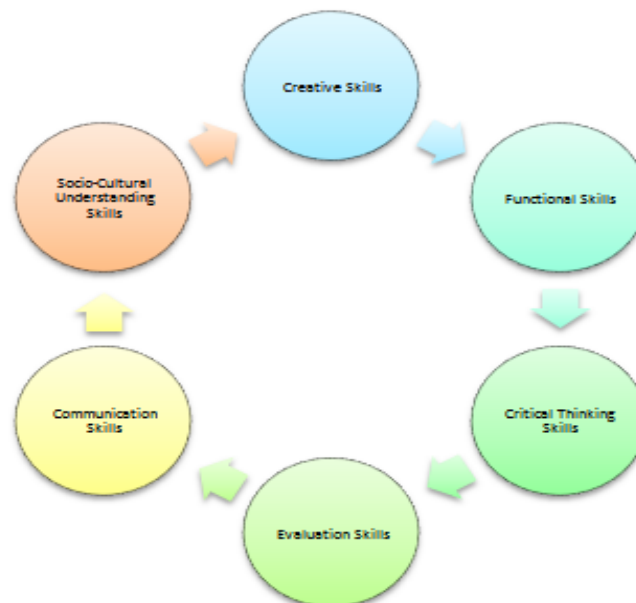 Creative Skills
Functional Skills
Critical Thinking
Skills
Evaluation Skills
Communication
Skills
Socio-Cultural
Understanding
Skills